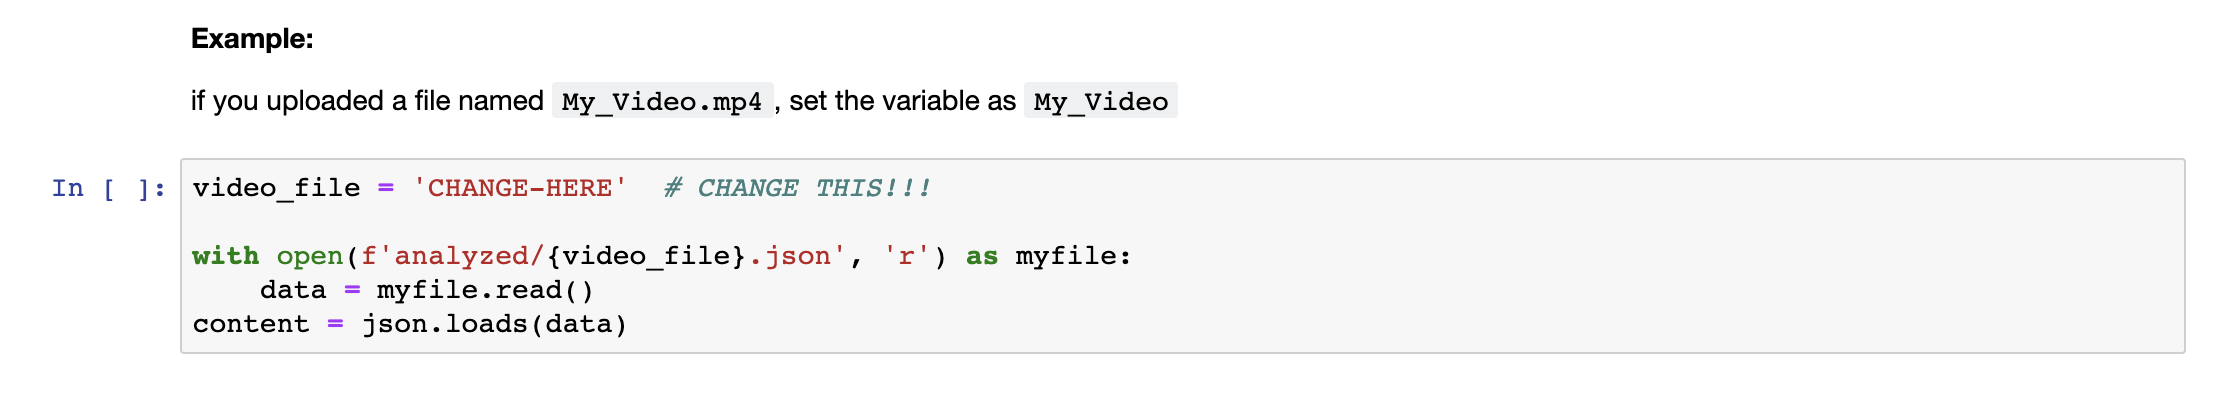 Example:
if you uploaded a file named My_Video.mp4 , set the variable as My_Video
In [ ]: video_file = 'CHANGE-HERE'  # CHANGE THIS!!!
with open(f'analyzed/{video_file}.json', 'r') as myfile:
    data = myfile.read()
content = json.loads(data)